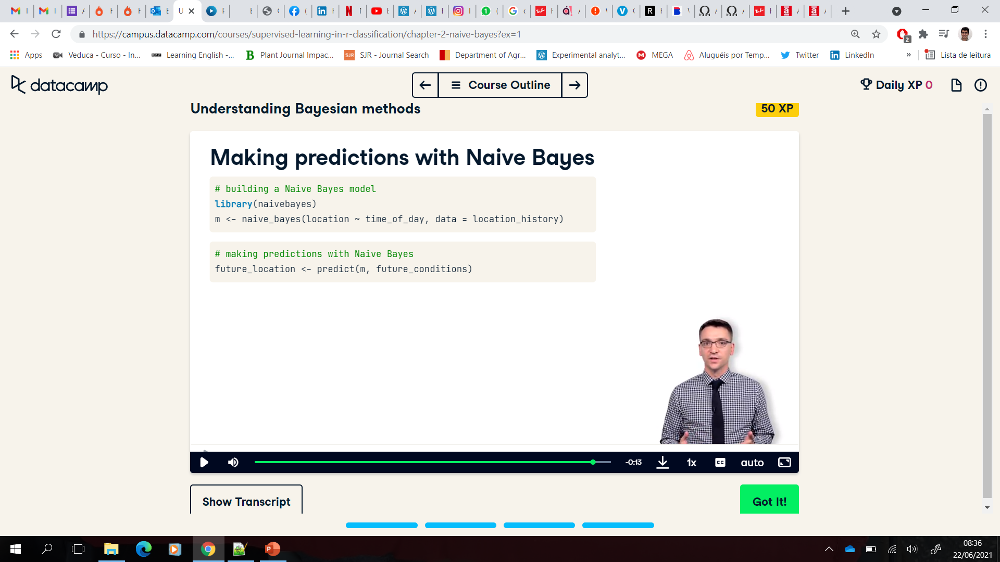 https://campus.datacamp.com/courses/supervised-learning-in-r-classification/chapter-2-naive-bayes?ex=1
2
Apps
Veduca - Curso - In...
Learning English -...
Plant Journal Impac...
SJR - Journal Search
Department of Agr...
Experimental analyt...
MEGA
Aluguéis por Temp...
Twitter
LinkedIn
»
Lista de leitura
datacamp
Course Outline
Daily XP 0
Understanding Bayesian methods
50 XP
Making predictions with Naive Bayes
# building a Naive Bayes model
library(naivebayes)
m <- naive_bayes(location ~ time_of_day, data = location_history)
# making predictions with Naive Bayes
future_location <- predict(m, future_conditions)
-0:13
1x
CC
auto
Show Transcript
Got It!
08:36
22/06/2021